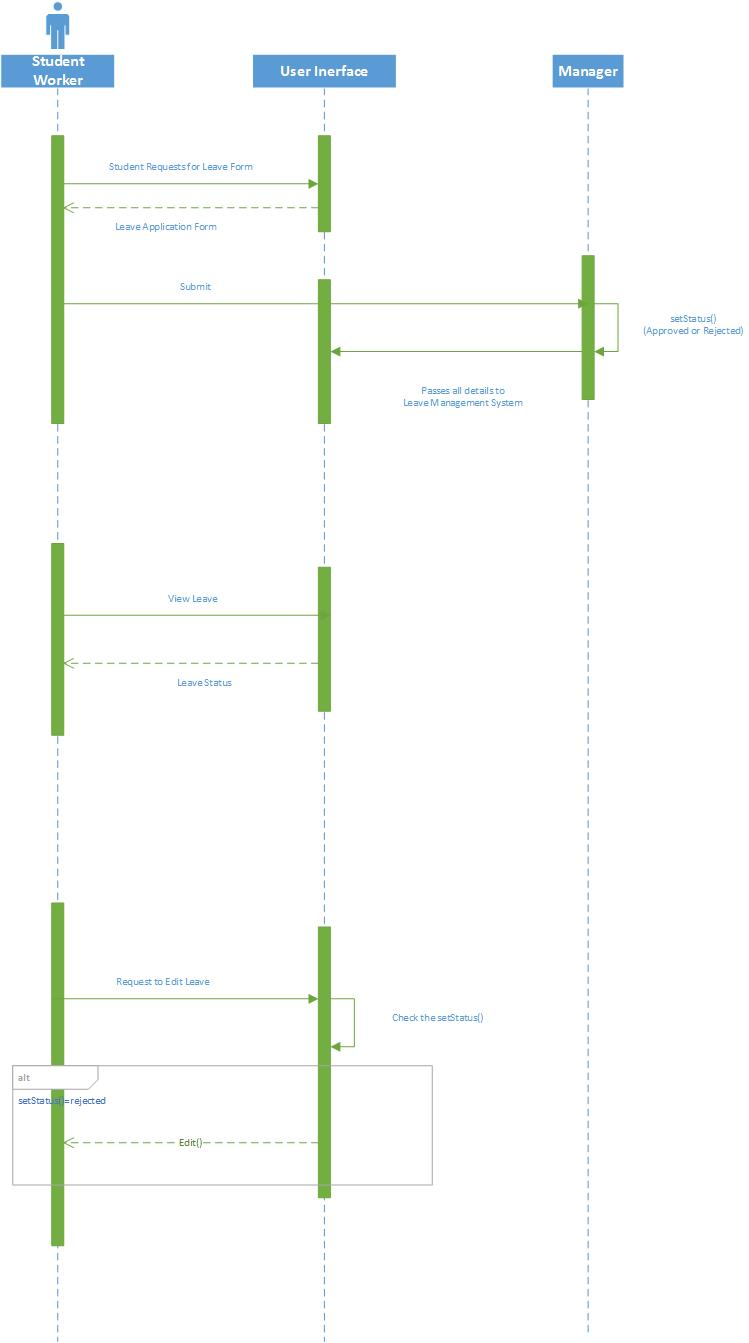 Student
Worker
User Inerface
Manager
Student Requests for Leave Form
Leave Application Form
Submit
setStatus()
(Approved or Rejected)
Passes all details to
Leave Management System
View Leave
Leave Status
Request to Edit Leave
Check the setStatus()
alt
setStatus()=rejected
Edit()